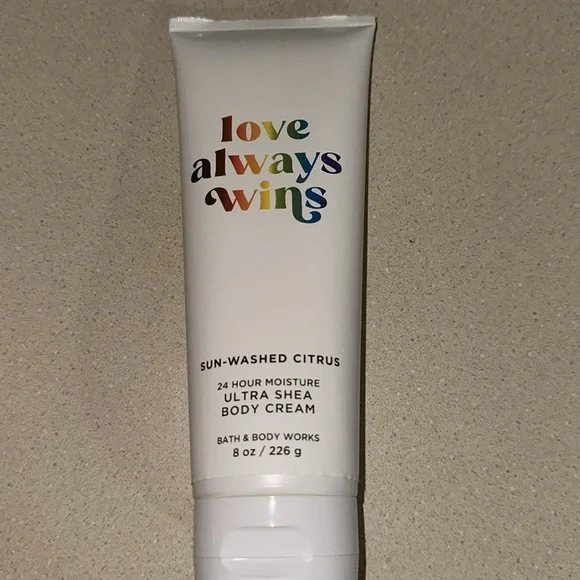 love
always
wins
SUN-WASHED CITRUS
24 HOUR MOISTURE
ULTRA SHEA
BODY CREAM
BATH & BODY WORKS
8 oz / 226 g